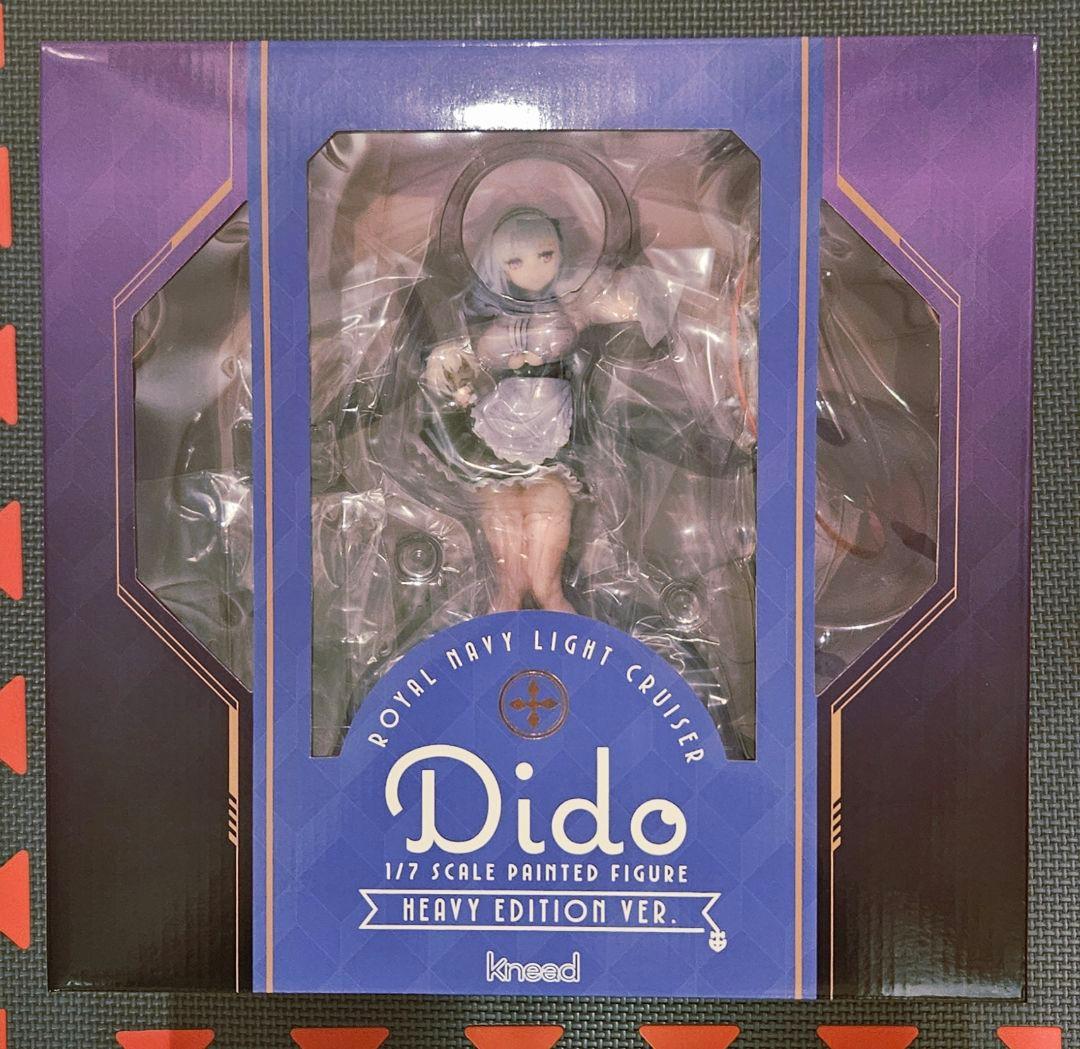 ROYAL NAVY LIGHT CRUISER
Dido
1/7 SCALE PAINTED FIGURE
HEAVY EDITION VER.
Knead